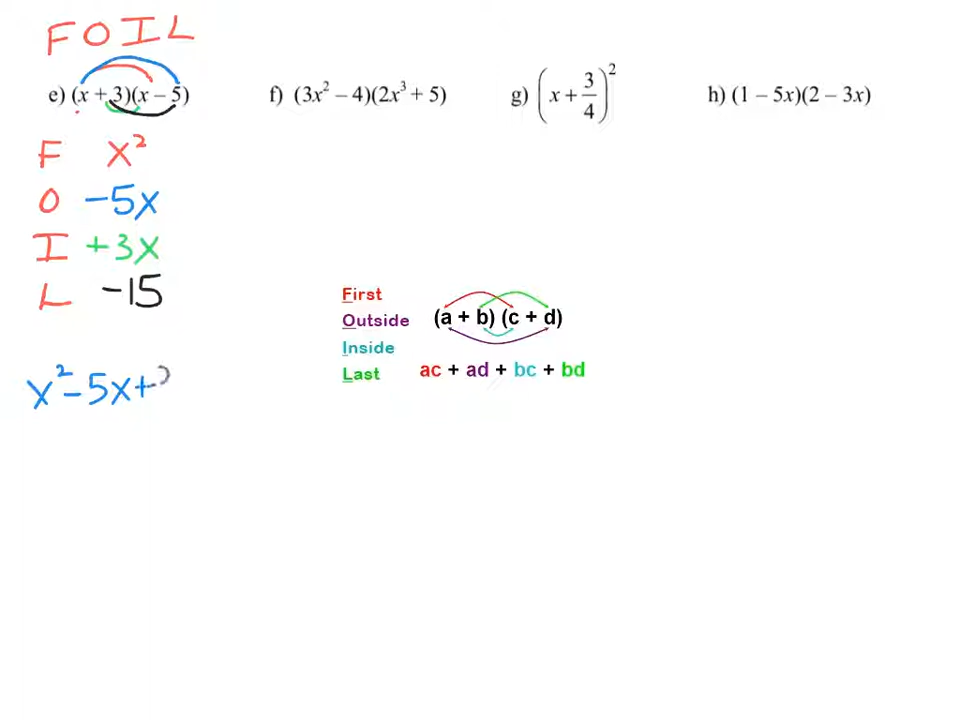 FOIL
e) (x + 3)(x − 5)
f) (3x² − 4)(2x³ + 5)
g) (x + 3/4)²
h) (1 − 5x)(2 − 3x)
F x²
O −5x
I +3x
L −15
First
Outside
Inside
Last
(a + b) (c + d)
ac + ad + bc + bd
x² − 5x +